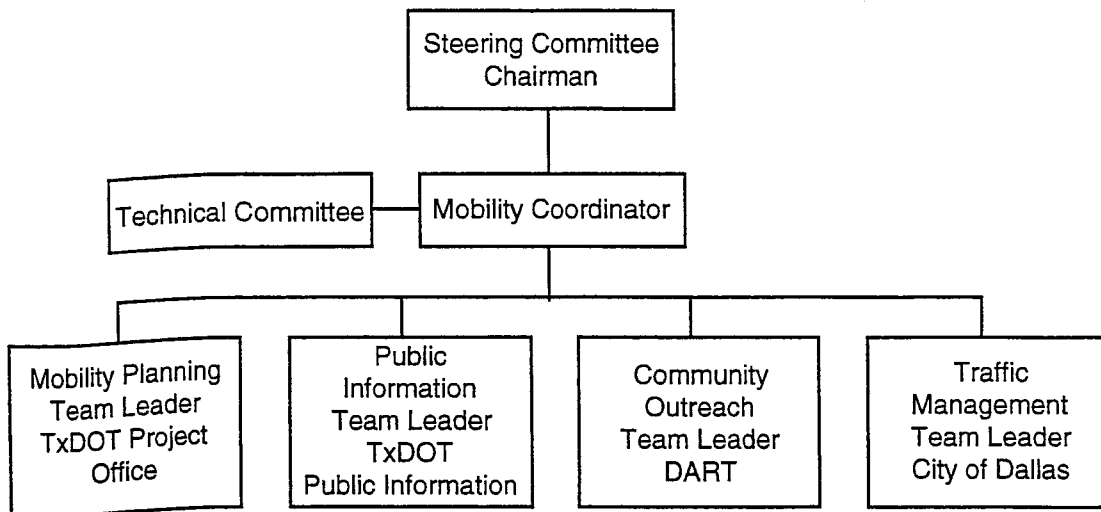 Steering Committee
Chairman
Technical Committee
Mobility Coordinator
Mobility Planning
Team Leader
TxDOT Project
Office
Public
Information
Team Leader
TxDOT
Public Information
Community
Outreach
Team Leader
DART
Traffic
Management
Team Leader
City of Dallas